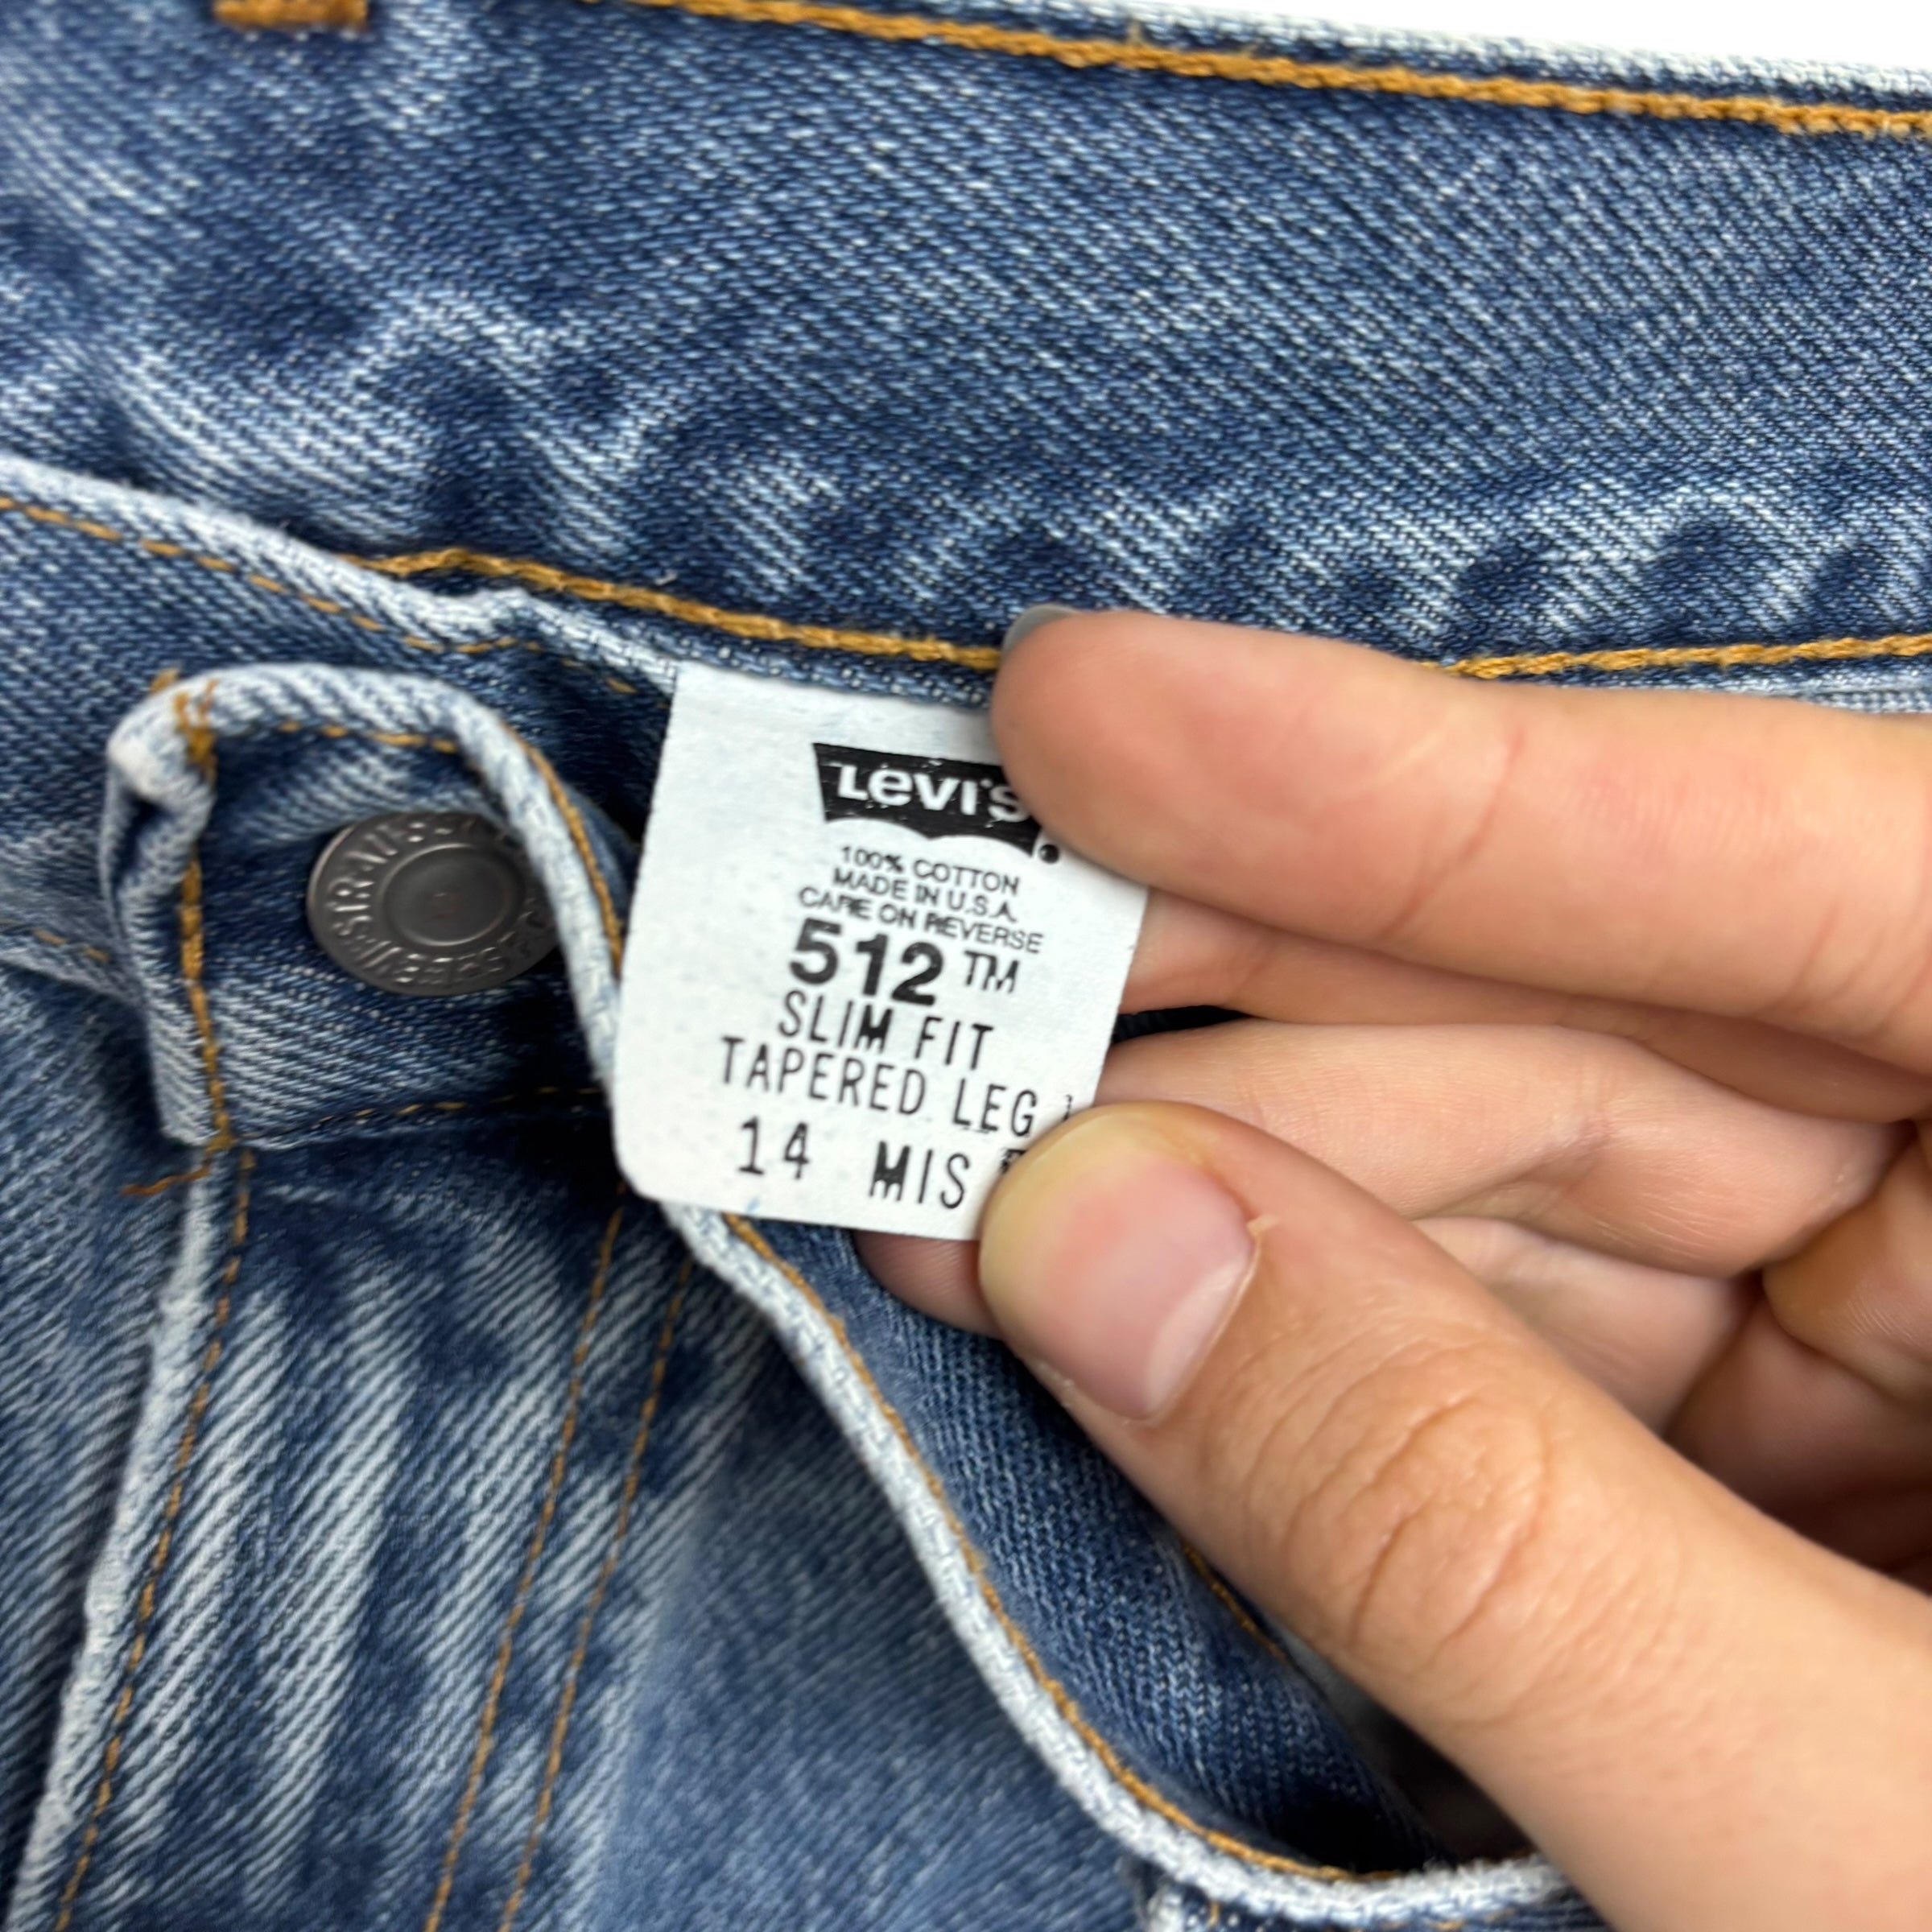 Levi's
100% COTTON
MADE IN U.S.A.
CARE ON REVERSE
512 ™
SLIM FIT
TAPERED LEG
14 MIS